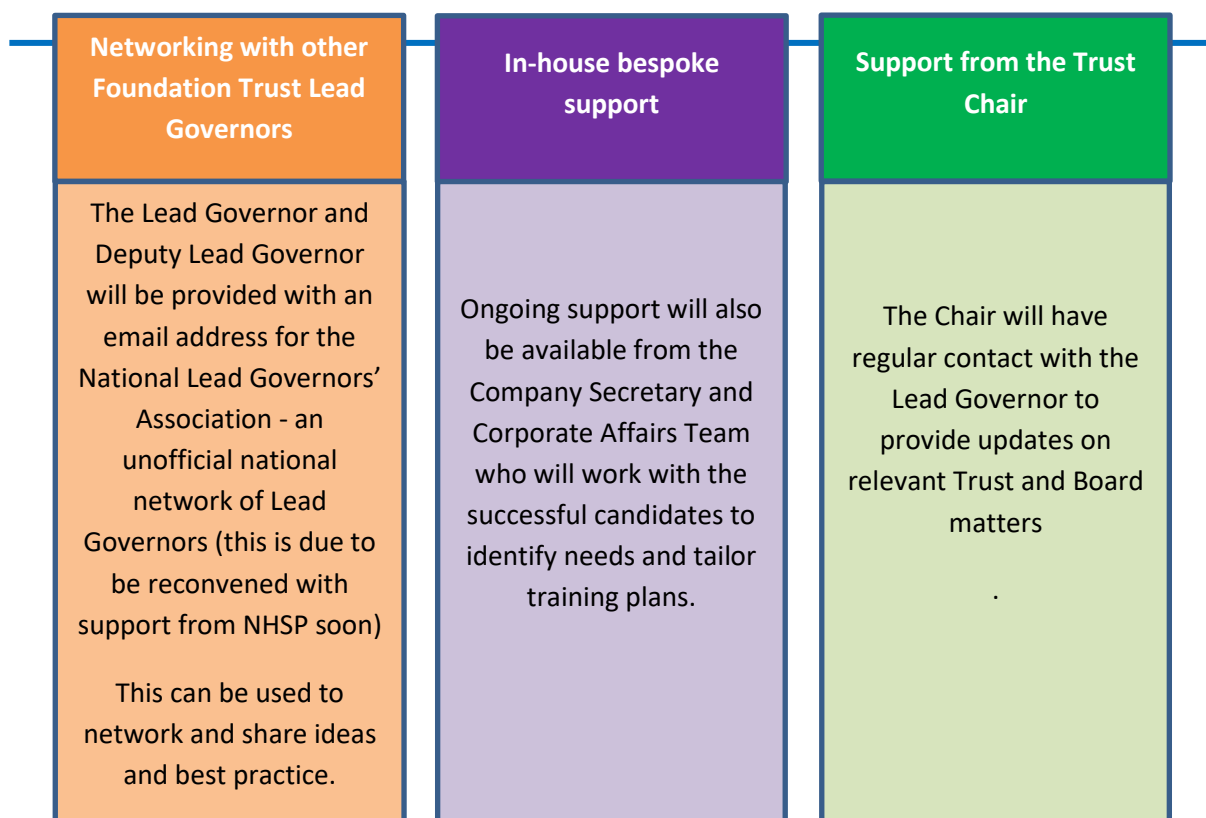 Networking with other
Foundation Trust Lead
Governors
The Lead Governor and
Deputy Lead Governor
will be provided with an
email address for the
National Lead Governors’
Association - an
unofficial national
network of Lead
Governors (this is due to
be reconvened with
support from NHSP soon)
This can be used to
network and share ideas
and best practice.
In-house bespoke
support
Ongoing support will also
be available from the
Company Secretary and
Corporate Affairs Team
who will work with the
successful candidates to
identify needs and tailor
training plans.
Support from the Trust
Chair
The Chair will have
regular contact with the
Lead Governor to
provide updates on
relevant Trust and Board
matters
.